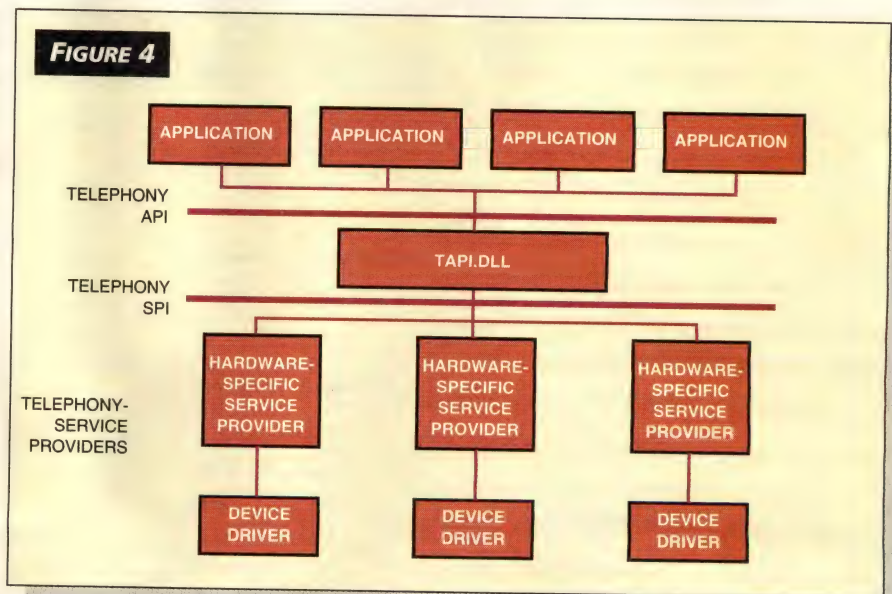 FIGURE 4
APPLICATION
APPLICATION
APPLICATION
APPLICATION
TELEPHONY
API
TAPI.DLL
TELEPHONY
SPI
HARDWARE-
SPECIFIC
SERVICE
PROVIDER
HARDWARE-
SPECIFIC
SERVICE
PROVIDER
HARDWARE-
SPECIFIC
SERVICE
PROVIDER
TELEPHONY-
SERVICE
PROVIDERS
DEVICE
DRIVER
DEVICE
DRIVER
DEVICE
DRIVER